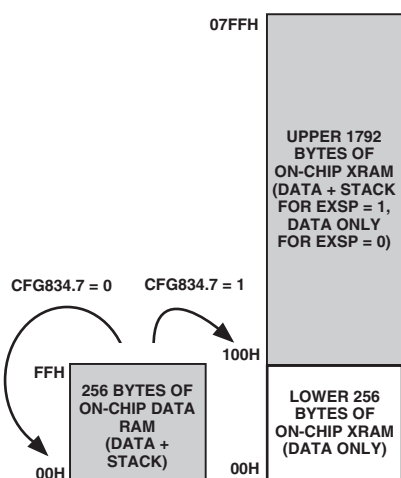 07FFH
UPPER 1792
BYTES OF
ON-CHIP XRAM
(DATA + STACK
FOR EXSP = 1,
DATA ONLY
FOR EXSP = 0)
CFG834.7 = 0
CFG834.7 = 1
100H
FFH
256 BYTES OF
ON-CHIP DATA
RAM
(DATA +
STACK)
00H
LOWER 256
BYTES OF
ON-CHIP XRAM
(DATA ONLY)
00H